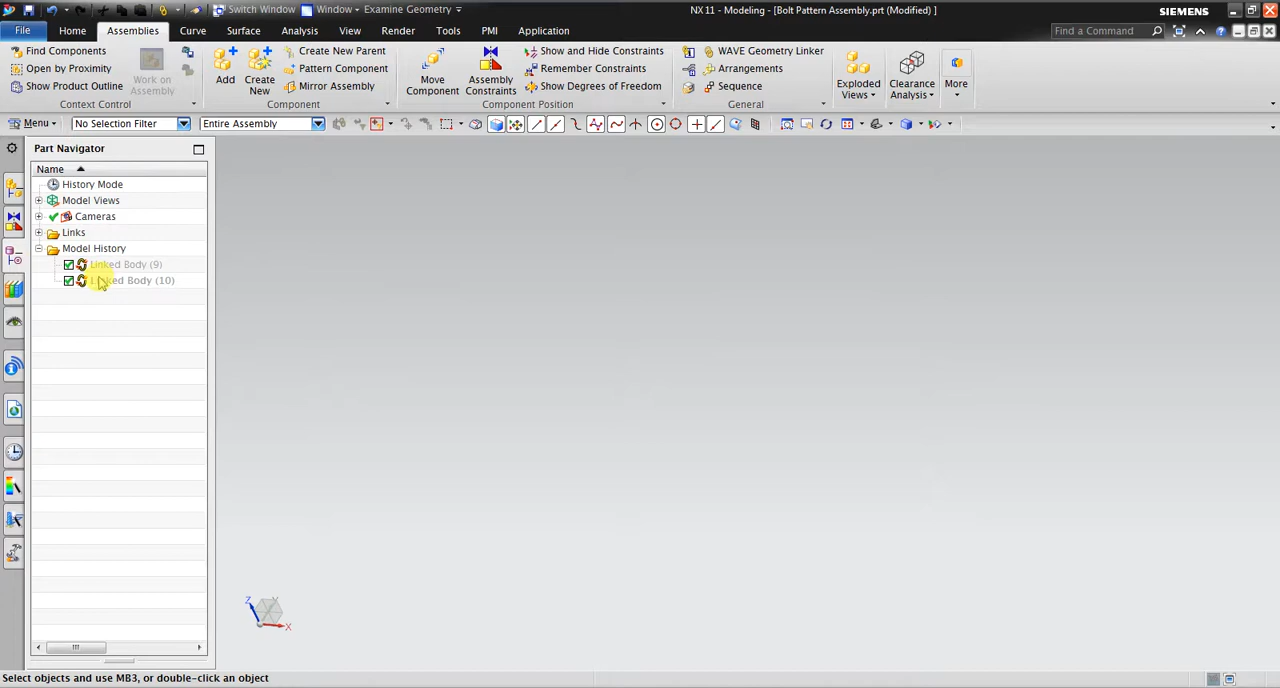 Switch Window Window Examine Geometry NX 11 - Modeling - [Bolt Pattern Assembly.prt (Modified) ] SIEMENS
File Home Assemblies Curve Surface Analysis View Render Tools PMI Application Find a Command
Find Components
Open by Proximity
Show Product Outline
Work on
Assembly
Context Control
Add
Create
New
Create New Parent
Pattern Component
Mirror Assembly
Component
Move
Component
Assembly
Constraints
Show and Hide Constraints
Remember Constraints
Show Degrees of Freedom
Component Position
WAVE Geometry Linker
Arrangements
Sequence
General
Exploded
Views
Clearance
Analysis
More
Menu No Selection Filter Entire Assembly
Part Navigator
Name
History Mode
Model Views
Cameras
Links
Model History
Linked Body (9)
Linked Body (10)
Z Y
X
Select objects and use MB3, or double-click an object